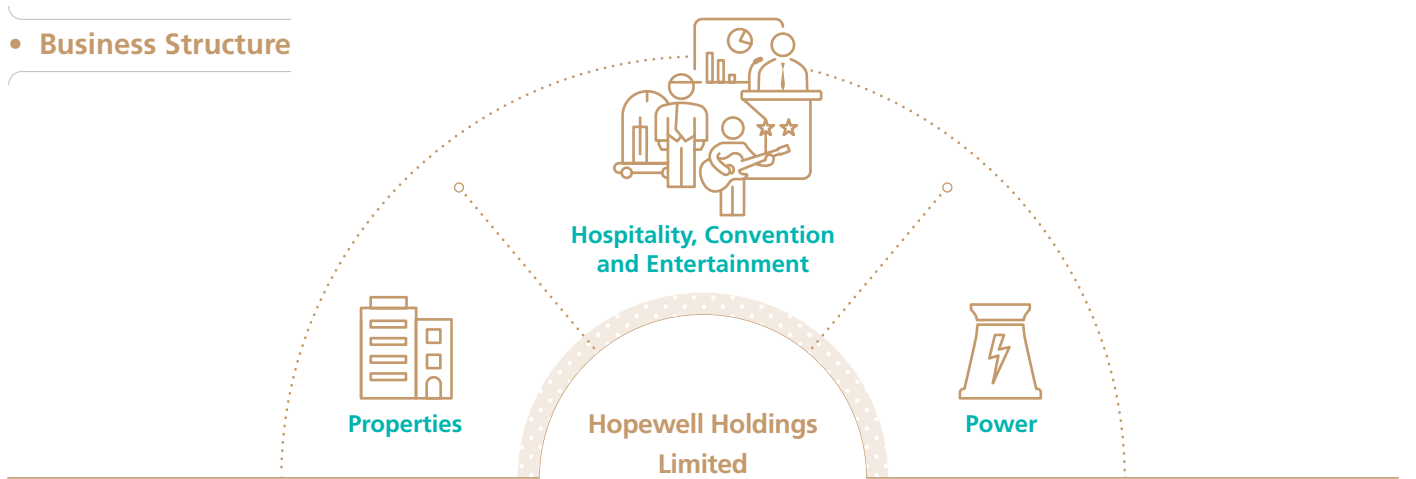 • Business Structure
Hospitality, Convention
and Entertainment
Properties
Hopewell Holdings
Limited
Power